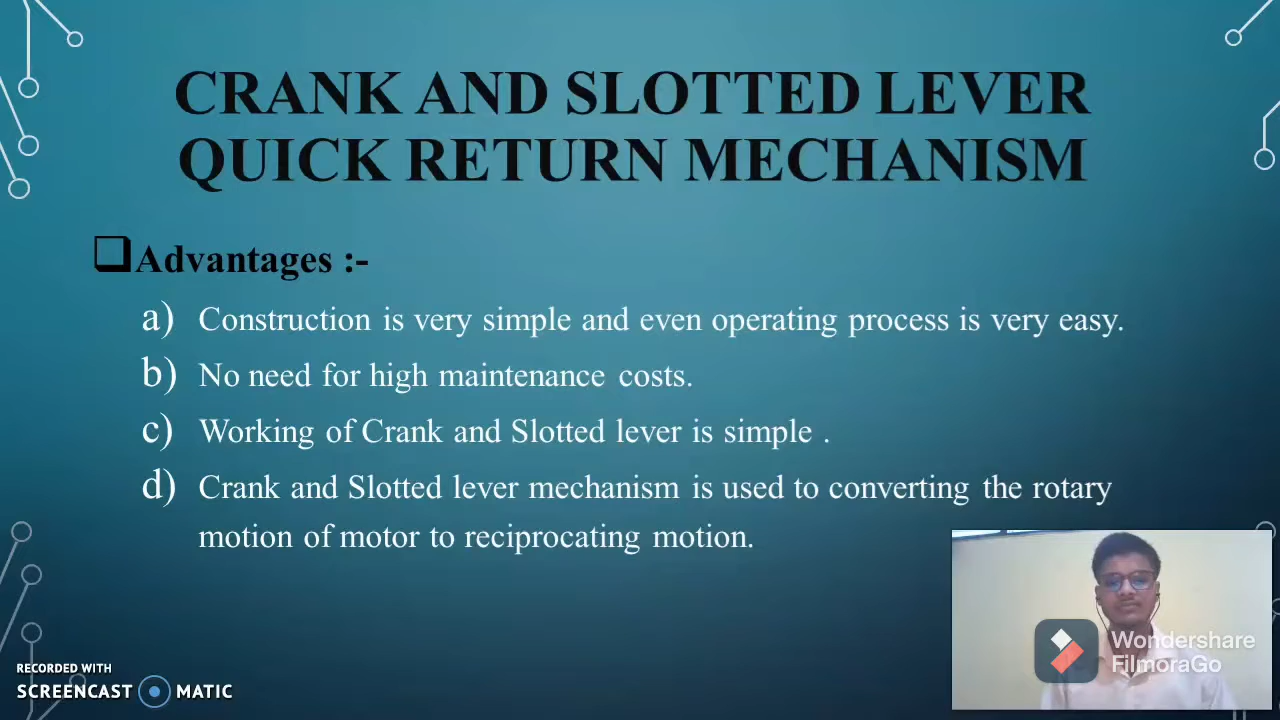 CRANK AND SLOTTED LEVER
QUICK RETURN MECHANISM
❑Advantages :-
a) Construction is very simple and even operating process is very easy.
b) No need for high maintenance costs.
c) Working of Crank and Slotted lever is simple .
d) Crank and Slotted lever mechanism is used to converting the rotary
motion of motor to reciprocating motion.
RECORDED WITH
SCREENCAST MATIC
Wondershare
FilmoraGo